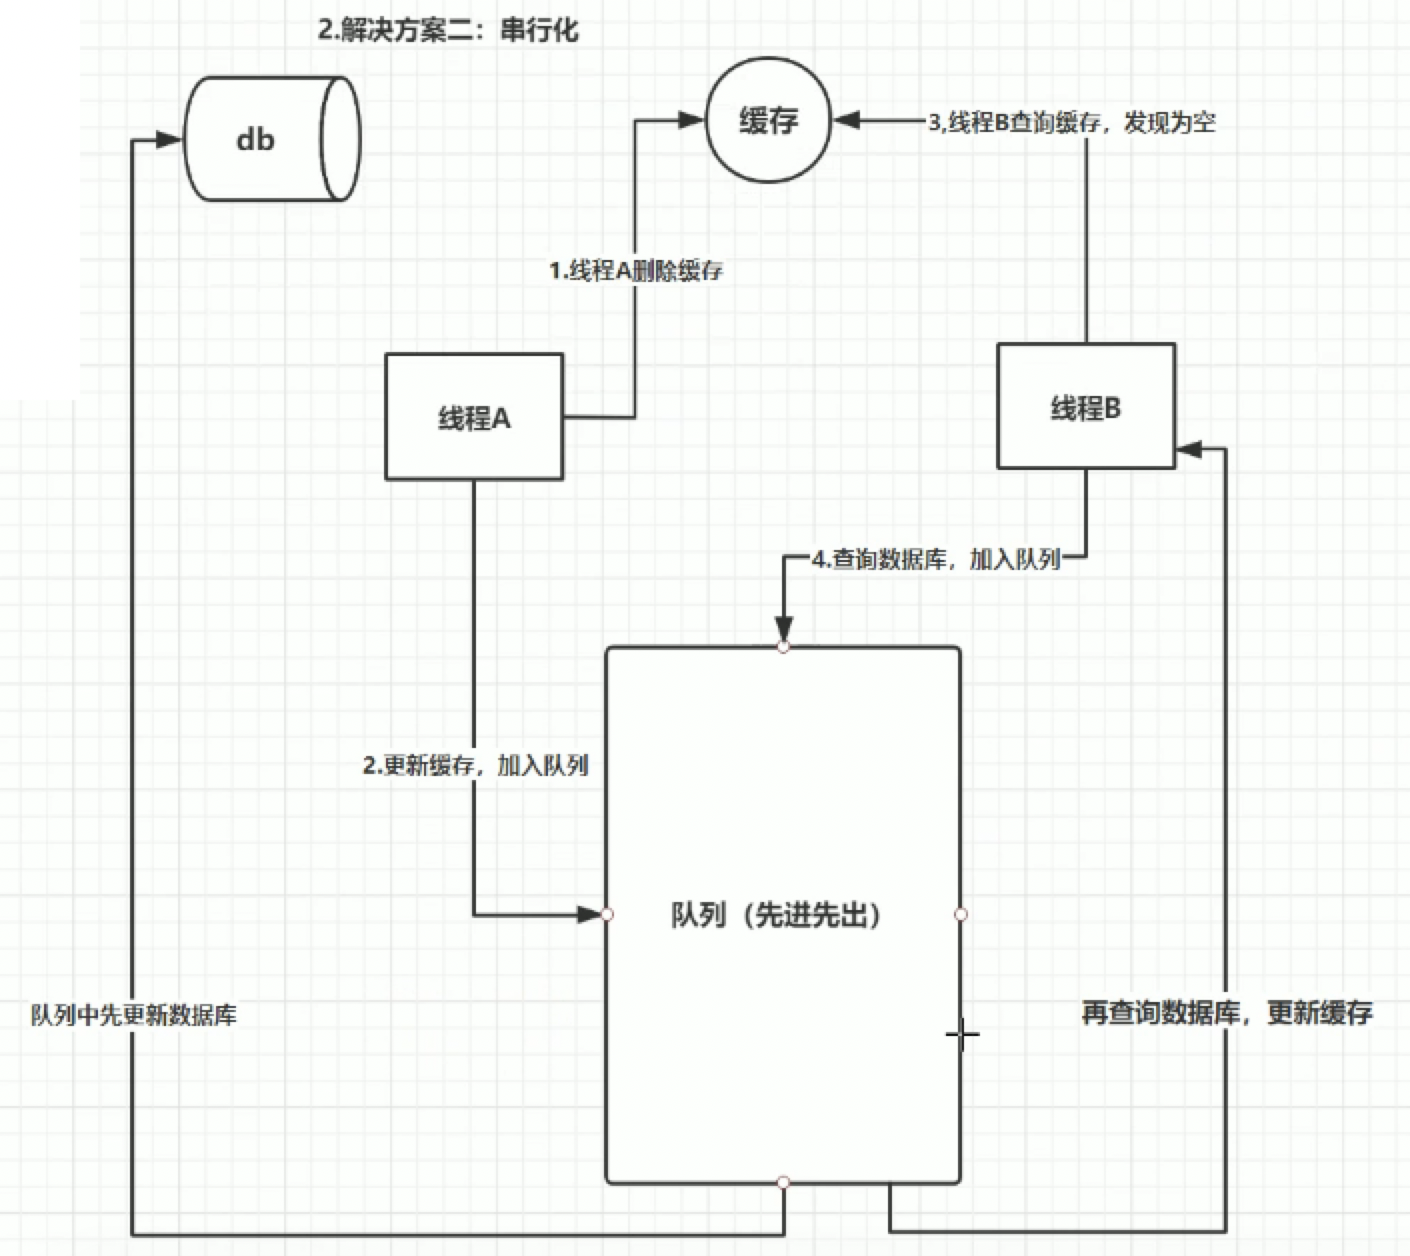 2.解决方案二：串行化
db
缓存
3,线程B查询缓存，发现为空
1.线程A删除缓存
线程A
线程B
4.查询数据库，加入队列
2.更新缓存，加入队列
队列（先进先出）
队列中先更新数据库
再查询数据库，更新缓存